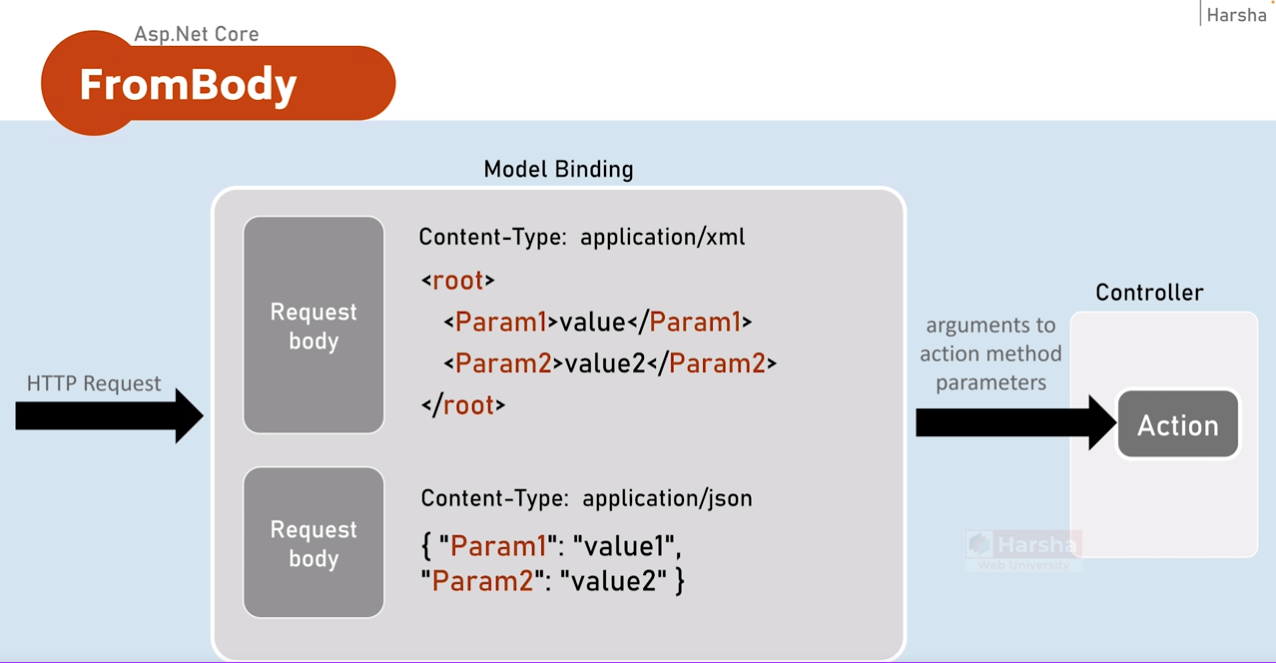 Harsha
Asp.Net Core
FromBody
Model Binding
Content-Type: application/xml
<root>
<Param1>value</Param1>
<Param2>value2</Param2>
</root>
Request
body
HTTP Request
Content-Type: application/json
{ "Param1": "value1",
"Param2": "value2" }
Request
body
arguments to
action method
parameters
Controller
Action
Harsha
Web University